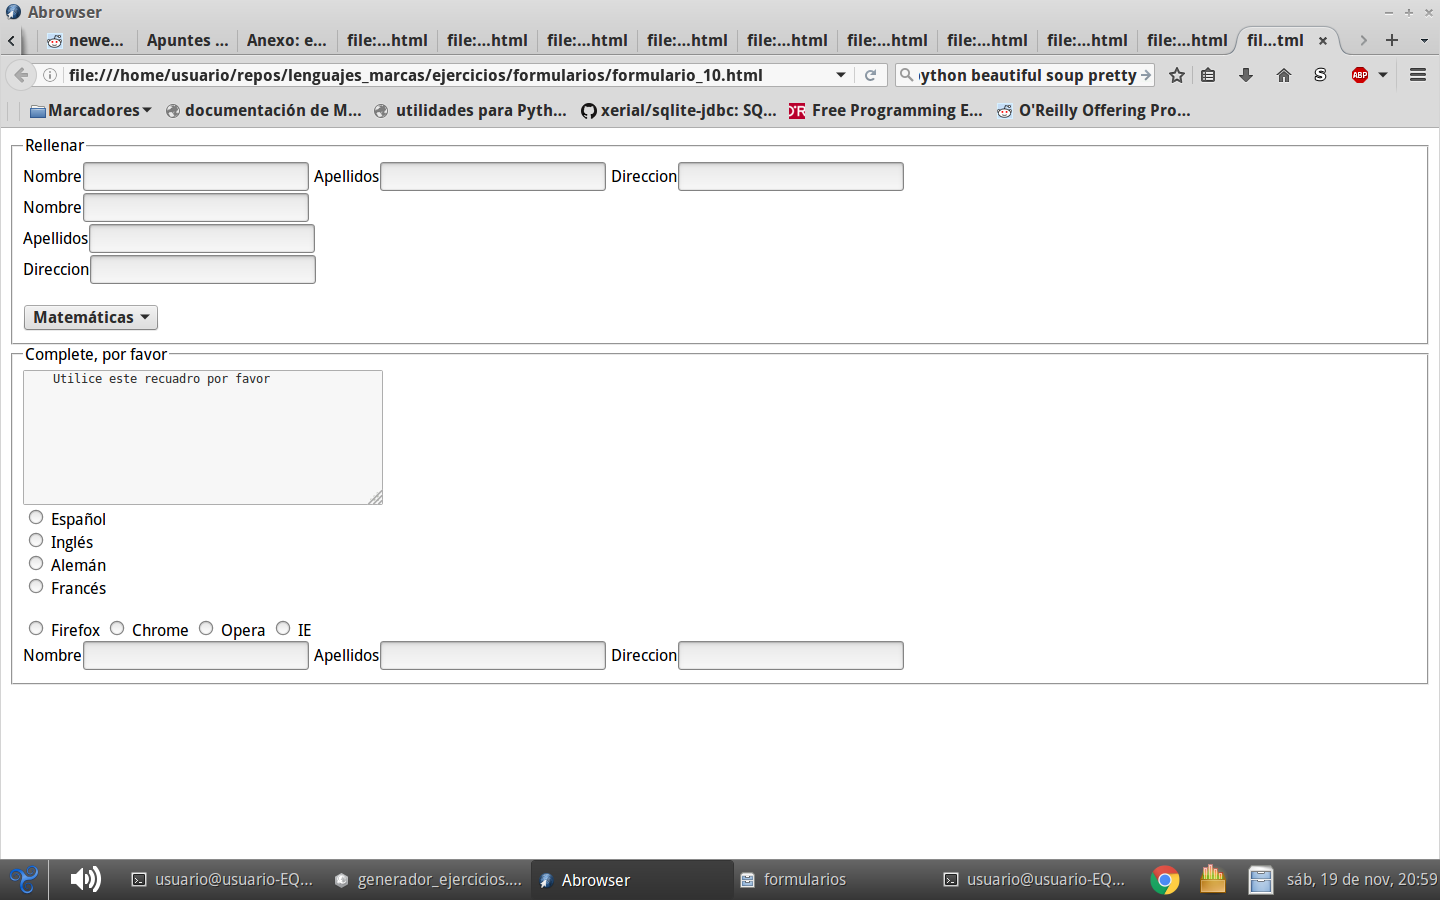 Abrowser
newe... Apuntes ... Anexo: e... file:...html file:...html file:...html file:...html file:...html file:...html file:...html file:...html file:...html fil...tml
file:///home/usuario/repos/lenguajes_marcas/ejercicios/formularios/formulario_10.html python beautiful soup pretty S ABP
Marcadores documentación de M... utilidades para Pyth... xerial/sqlite-jdbc: SQ... Free Programming E... O'Reilly Offering Pro...
Rellenar
Nombre Apellidos Direccion
Nombre
Apellidos
Direccion
Matemáticas
Complete, por favor
Utilice este recuadro por favor
Español
Inglés
Alemán
Francés
Firefox Chrome Opera IE
Nombre Apellidos Direccion
usuario@usuario-EQ... generador_ejercicios.... Abrowser formularios usuario@usuario-EQ... sáb, 19 de nov, 20:59